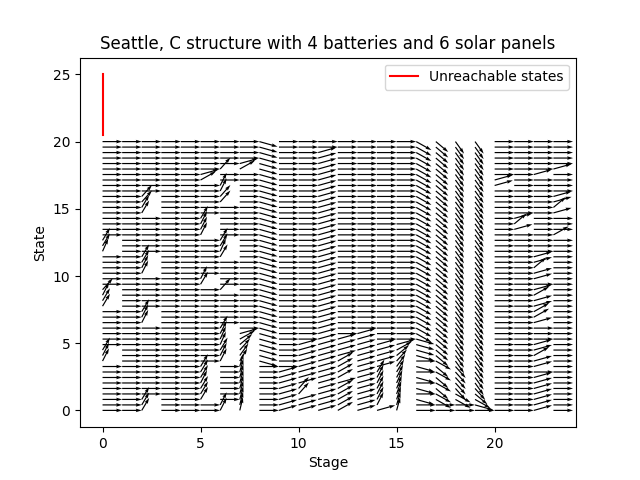 Seattle, C structure with 4 batteries and 6 solar panels
25
20
15
10
5
0
State
Unreachable states
0 5 10 15 20
Stage